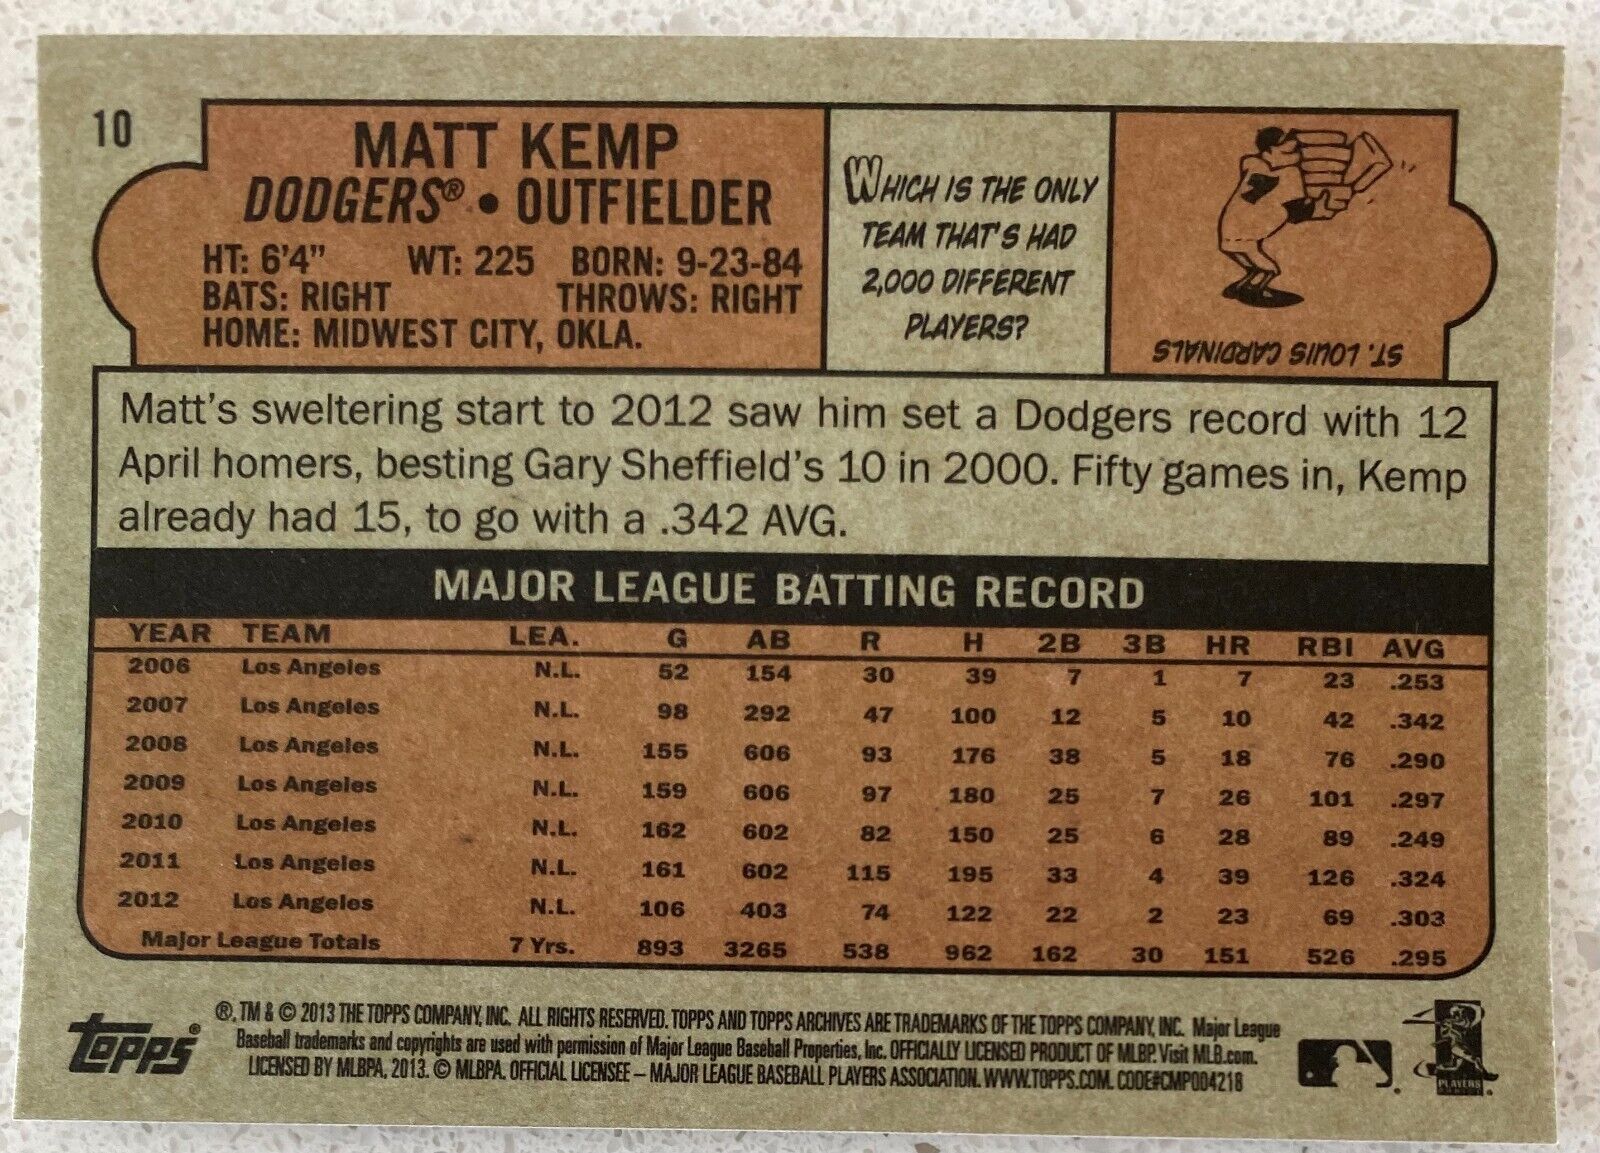 10
MATT KEMP
DODGERS® • OUTFIELDER
HT: 6'4" WT: 225 BORN: 9-23-84
BATS: RIGHT THROWS: RIGHT
HOME: MIDWEST CITY, OKLA.
WHICH IS THE ONLY
TEAM THAT'S HAD
2,000 DIFFERENT
PLAYERS?
ST. LOUIS CARDINALS
Matt's sweltering start to 2012 saw him set a Dodgers record with 12
April homers, besting Gary Sheffield's 10 in 2000. Fifty games in, Kemp
already had 15, to go with a .342 AVG.
MAJOR LEAGUE BATTING RECORD
YEAR TEAM LEA. G AB R H 2B 3B HR RBI AVG
2006 Los Angeles N.L. 52 154 30 39 7 1 7 23 .253
2007 Los Angeles N.L. 98 292 47 100 12 5 10 42 .342
2008 Los Angeles N.L. 155 606 93 176 38 5 18 76 .290
2009 Los Angeles N.L. 159 606 97 180 25 7 26 101 .297
2010 Los Angeles N.L. 162 602 82 150 25 6 28 89 .249
2011 Los Angeles N.L. 161 602 115 195 33 4 39 126 .324
2012 Los Angeles N.L. 106 403 74 122 22 2 23 69 .303
Major League Totals 7 Yrs. 893 3265 538 962 162 30 151 526 .295
topps®
®, TM & © 2013 THE TOPPS COMPANY, INC. ALL RIGHTS RESERVED. TOPPS AND TOPPS ARCHIVES ARE TRADEMARKS OF THE TOPPS COMPANY, INC. Major League
Baseball trademarks and copyrights are used with permission of Major League Baseball Properties, Inc. OFFICIALLY LICENSED PRODUCT OF MLBP. Visit MLB.com.
LICENSED BY MLBPA, 2013. © MLBPA. OFFICIAL LICENSEE – MAJOR LEAGUE BASEBALL PLAYERS ASSOCIATION. WWW.TOPPS.COM. CODE#CMP004218
PLAYERS